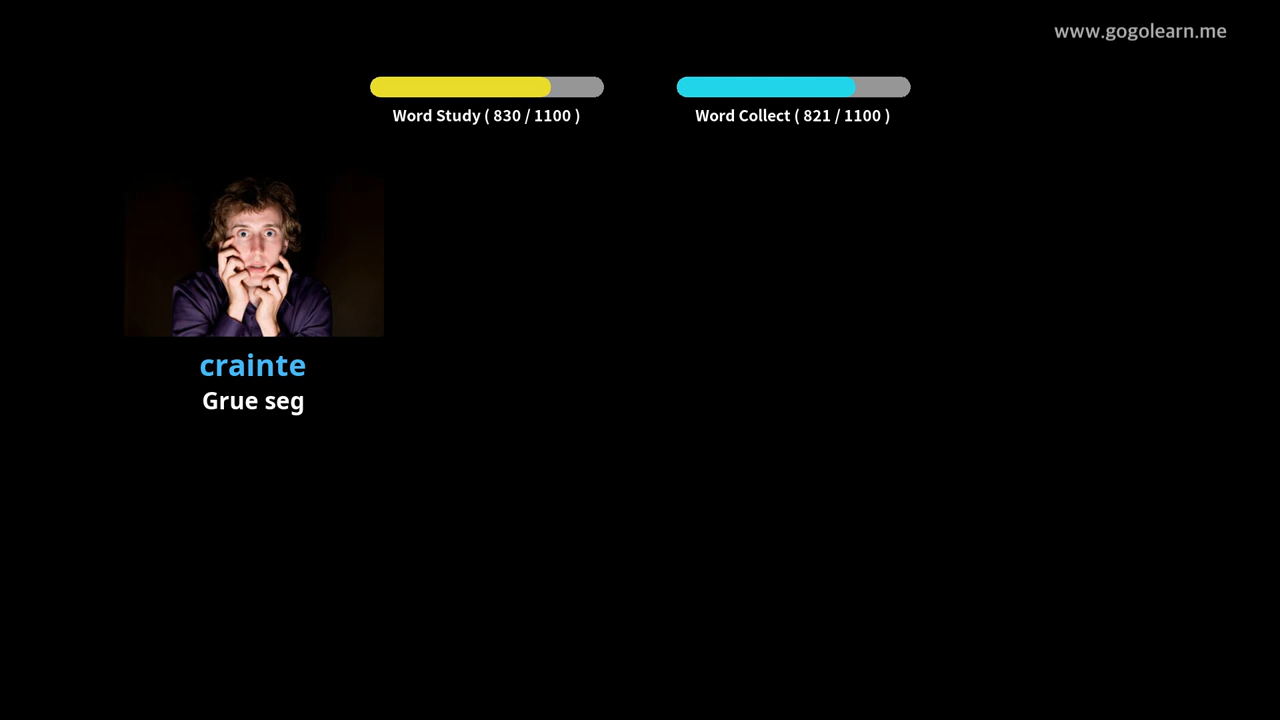 www.gogolearn.me
Word Study ( 830 / 1100 )
Word Collect ( 821 / 1100 )
crainte
Grue seg